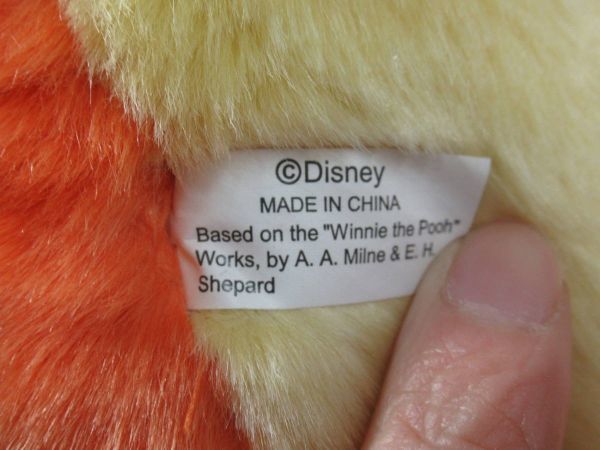 ©Disney
MADE IN CHINA
Based on the "Winnie the Pooh"
Works, by A. A. Milne & E. H.
Shepard